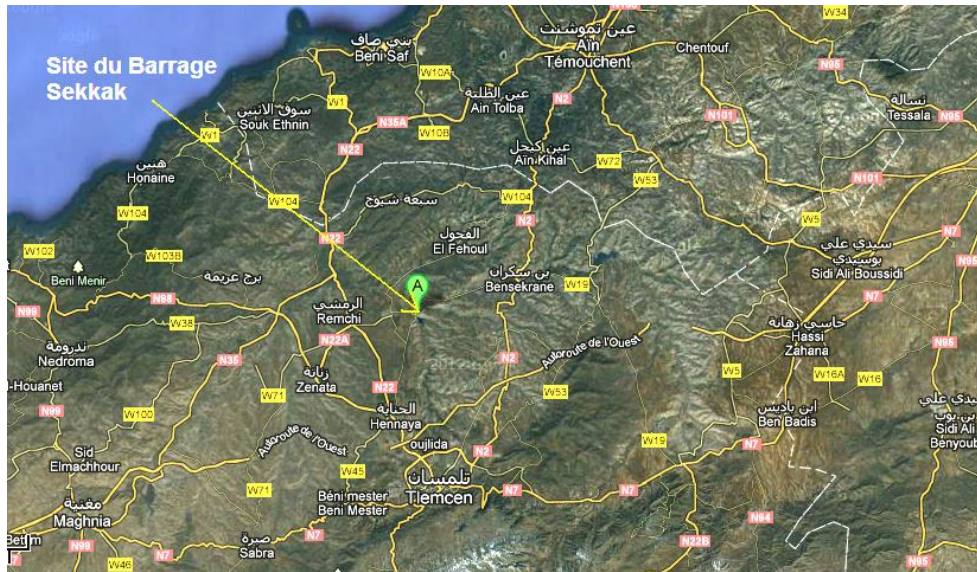 Site du Barrage
Sekkak
عين تموشنت
Aïn
Témouchent
بني صاف
Beni Saf
Chentouf
W34
N95
W10A
عين الطلبة
Ain Tolba
N2
تسالة
Tessala
N95
سوق الاثنين
Souk Ethnin
W1
N35A
W10B
N101
W1
N22
عين كيحل
Aïn Kihal
W72
هنين
Honaine
W53
N101
W104
سبعة شيوخ
W104
W104
N2
W5
N22
الفحول
El Fehoul
N7
W102
W103B
Beni Menir
برج عريمة
بن سكران
Bensekrane
W19
سيدي علي
بوسيدي
Sidi Ali Boussidi
N95
A
N98
الرمشي
Remchi
N7
N98
W38
حاسي زهانة
Hassi
Zahana
ندرومة
Nedroma
N22A
N35
N2
Autoroute de l'Ouest
N95
زناتة
Zenata
W5
W16A
W16
l-Houanet
W71
N22
W53
N99
W100
الحناية
Hennaya
ابن باديس
Ben Badis
سيدي علي
بن يوب
Sidi Ali
Benyoub
Autoroute de l'Ouest
oujlida
W19
N7
Sid
Elmachhour
W45
N2
تلمسان
Tlemcen
W71
Béni mester
Beni Mester
N7
N7
مغنية
Maghnia
N94
صبرة
Sabra
N7
N99
N7
N22B
N7
W46
N95